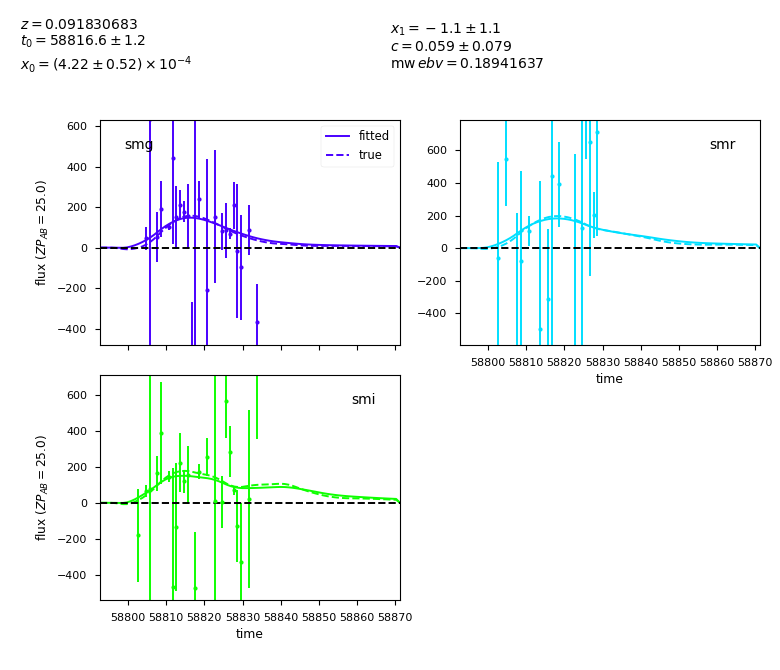 z = 0.091830683
t₀ = 58816.6 ± 1.2
x₀ = (4.22 ± 0.52) × 10⁻⁴
x₁ = −1.1 ± 1.1
c = 0.059 ± 0.079
mw ebv = 0.18941637
smg
fitted
true
600
400
200
0
−200
−400
flux (ZP_AB = 25.0)
smr
600
400
200
0
−200
−400
58800 58810 58820 58830 58840 58850 58860 58870
time
smi
600
400
200
0
−200
−400
flux (ZP_AB = 25.0)
58800 58810 58820 58830 58840 58850 58860 58870
time